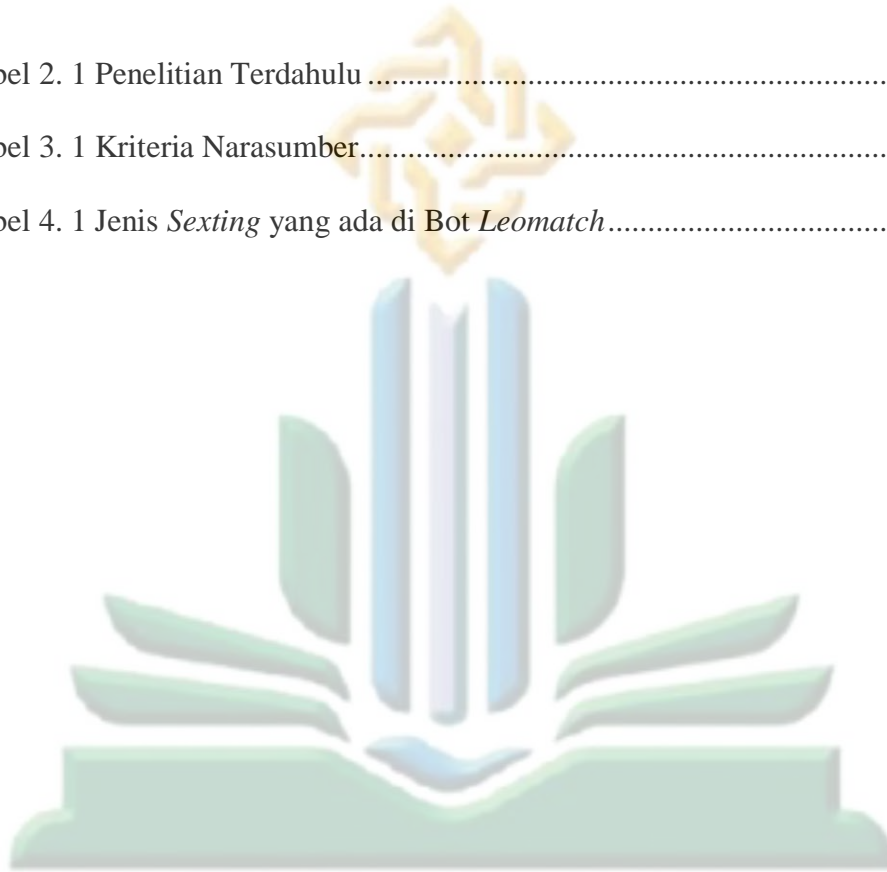 bel 2. 1 Penelitian Terdahulu ................................................................
bel 3. 1 Kriteria Narasumber.................................................................
bel 4. 1 Jenis Sexting yang ada di Bot Leomatch..................................